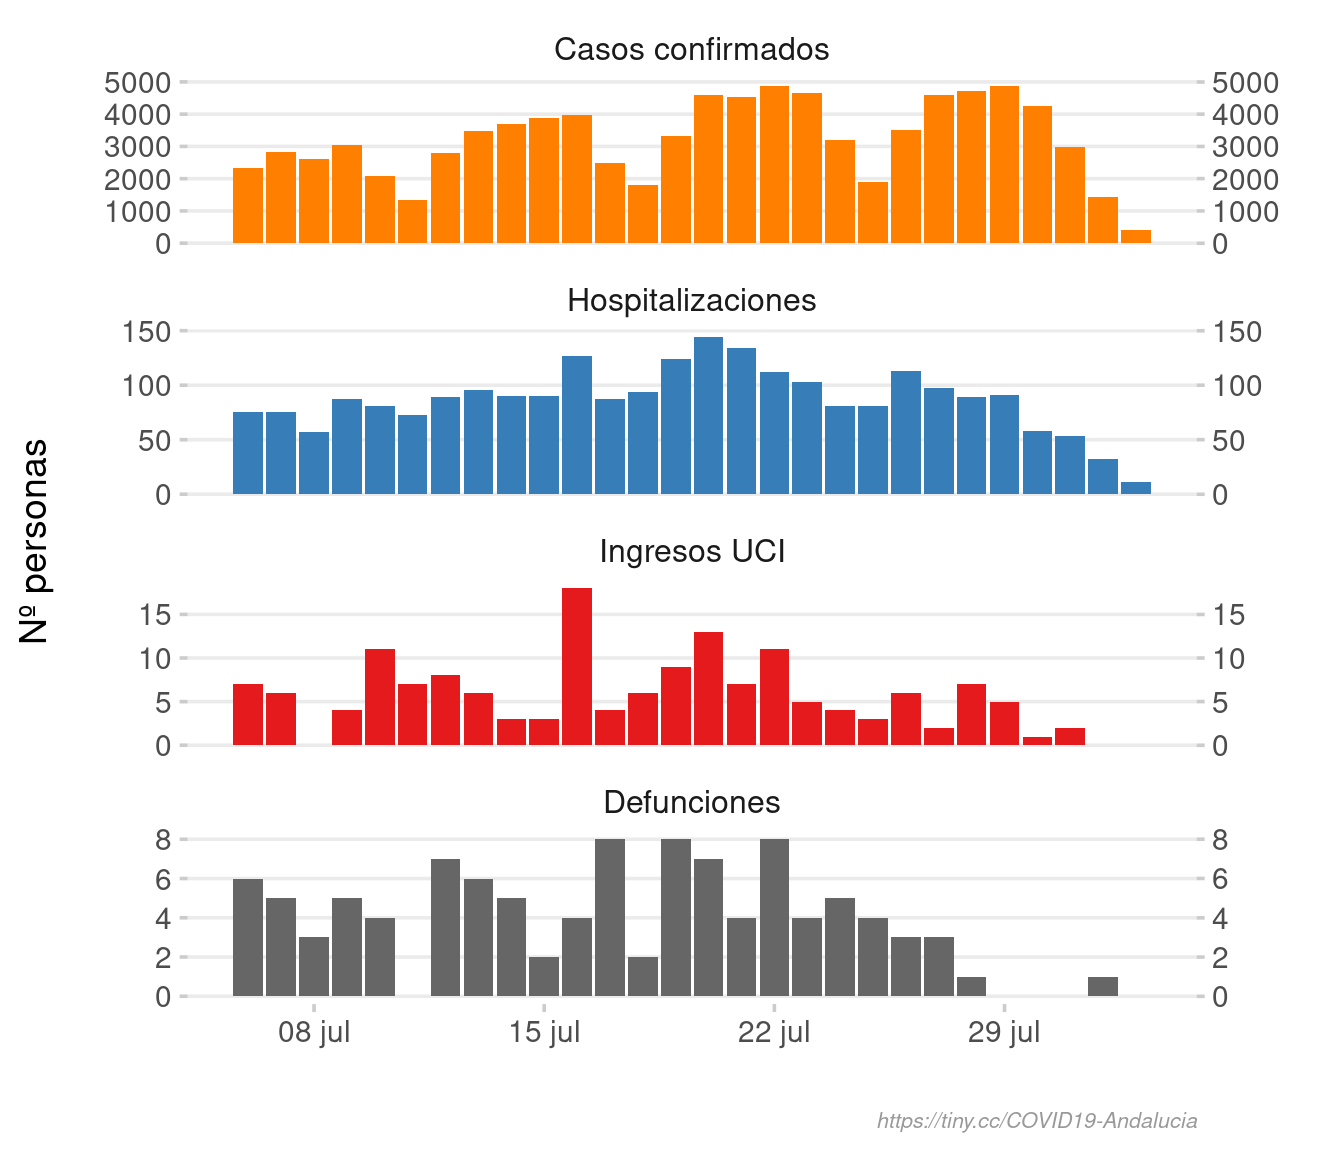 Casos confirmados
5000 5000
4000 4000
3000 3000
2000 2000
1000 1000
0 0
Hospitalizaciones
150 150
100 100
50 50
0 0
Nº personas
Ingresos UCI
15 15
10 10
5 5
0 0
Defunciones
8 8
6 6
4 4
2 2
0 0
08 jul 15 jul 22 jul 29 jul
https://tiny.cc/COVID19-Andalucia